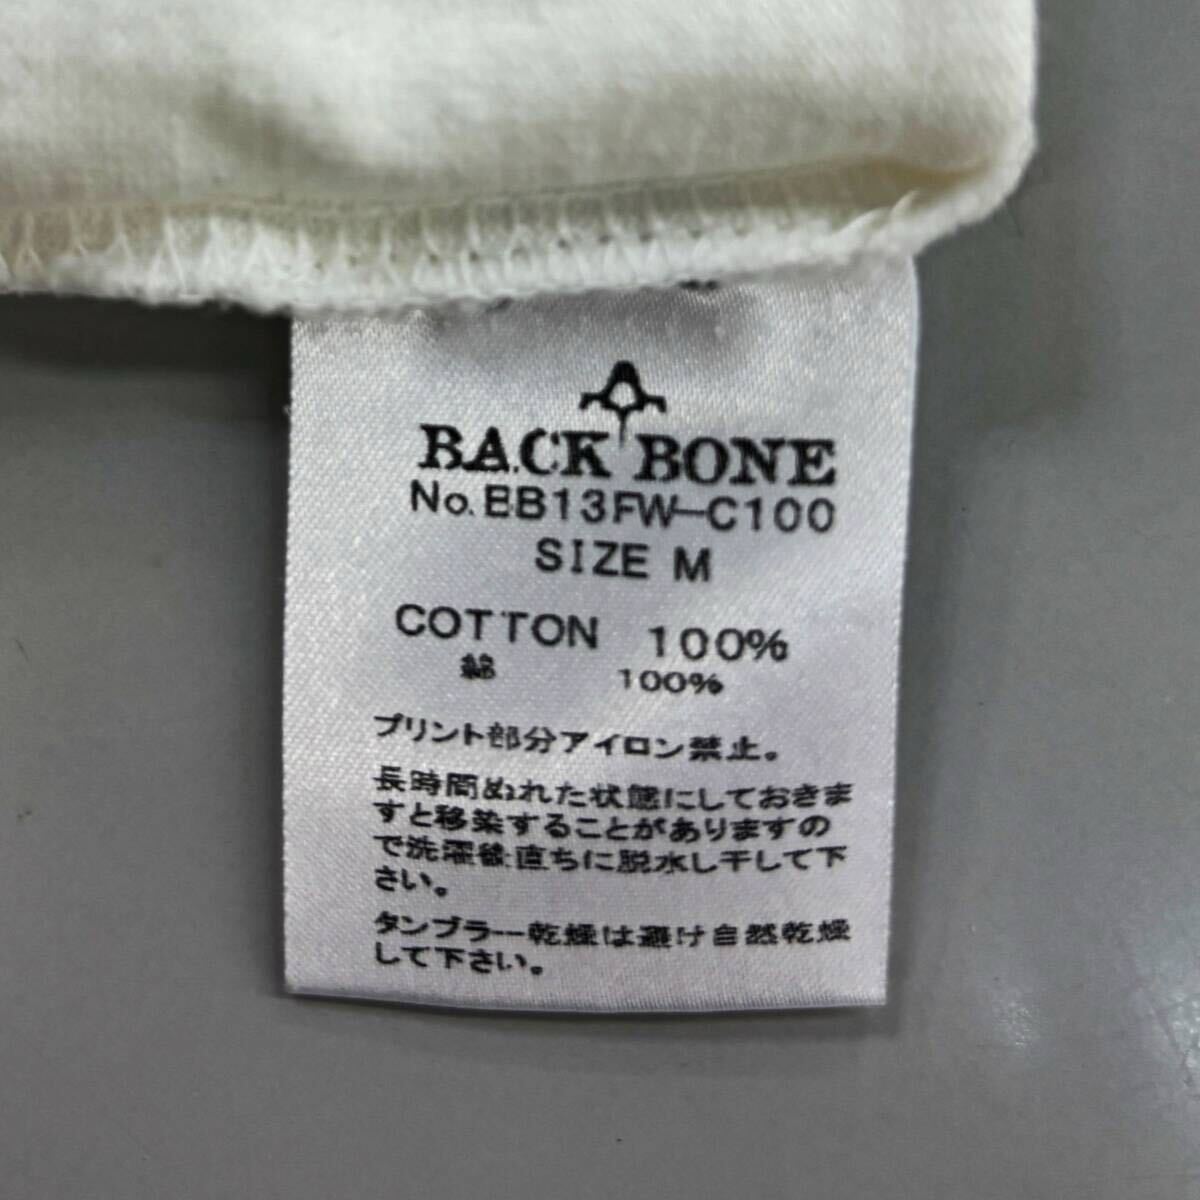 BACK BONE
No.BB13FW-C100
SIZE M
COTTON 100%
綿 100%
プリント部分アイロン禁止。
長時間ぬれた状態にしておきま
すと移染することがありますの
で洗濯後直ちに脱水し干して下
さい。
タンブラー乾燥は避け自然乾燥
して下さい。